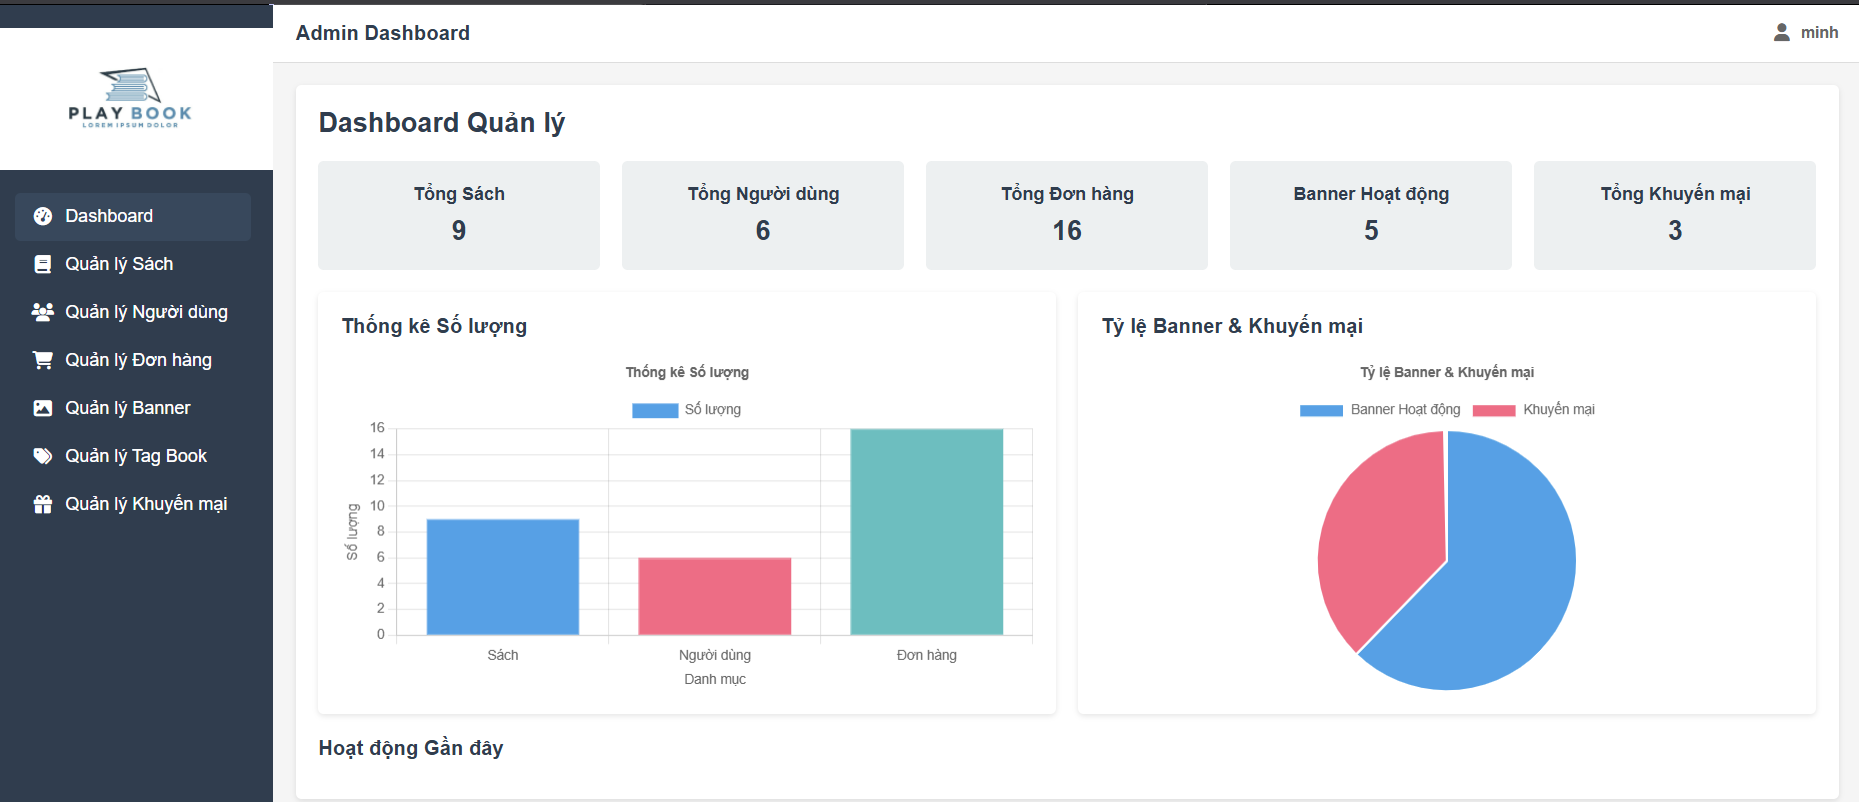 Admin Dashboard
minh
PLAY BOOK
LOREM IPSUM DOLOR
Dashboard
Quản lý Sách
Quản lý Người dùng
Quản lý Đơn hàng
Quản lý Banner
Quản lý Tag Book
Quản lý Khuyến mại
Dashboard Quản lý
Tổng Sách
9
Tổng Người dùng
6
Tổng Đơn hàng
16
Banner Hoạt động
5
Tổng Khuyến mại
3
Thống kê Số lượng
Thống kê Số lượng
Số lượng
16
14
12
10
8
6
4
2
0
Số lượng
Sách
Người dùng
Đơn hàng
Danh mục
Tỷ lệ Banner & Khuyến mại
Tỷ lệ Banner & Khuyến mại
Banner Hoạt động
Khuyến mại
Hoạt động Gần đây